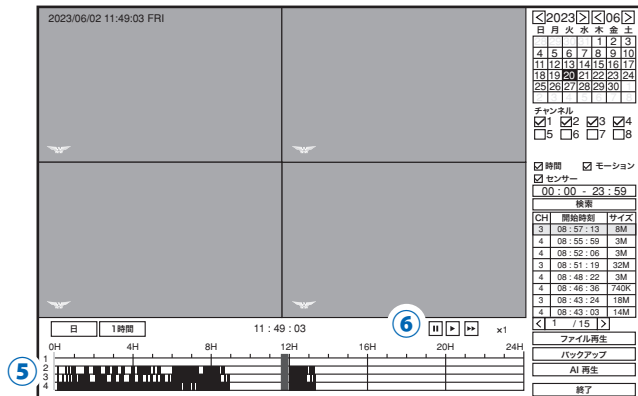 2023/06/02 11:49:03 FRI
2023 06
日 月 火 水 木 金 土
1 2 3
4 5 6 7 8 9 10
11 12 13 14 15 16 17
18 19 20 21 22 23 24
25 26 27 28 29 30
チャンネル
1 2 3 4
5 6 7 8
時間 モーション
センサー
00 : 00 - 23 : 59
検索
CH 開始時刻 サイズ
3 08 : 57 : 13 8M
4 08 : 55 : 59 3M
4 08 : 52 : 06 3M
3 08 : 51 : 19 32M
4 08 : 48 : 22 3M
4 08 : 46 : 36 740K
3 08 : 43 : 24 18M
4 08 : 43 : 03 14M
< 1 / 15 >
ファイル再生
バックアップ
AI 再生
終了
日 1時間 11 : 49 : 03 ⑥ ×1
0H 4H 8H 12H 16H 20H 24H
⑤
1
2
3
4